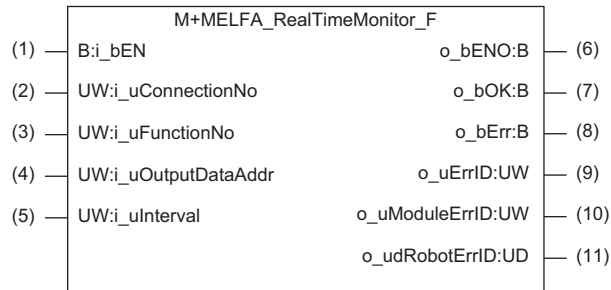 M+MELFA_RealTimeMonitor_F
(1) B:i_bEN o_bENO:B (6)
(2) UW:i_uConnectionNo o_bOK:B (7)
(3) UW:i_uFunctionNo o_bErr:B (8)
(4) UW:i_uOutputDataAddr o_uErrID:UW (9)
(5) UW:i_uInterval o_uModuleErrID:UW (10)
o_udRobotErrID:UD (11)